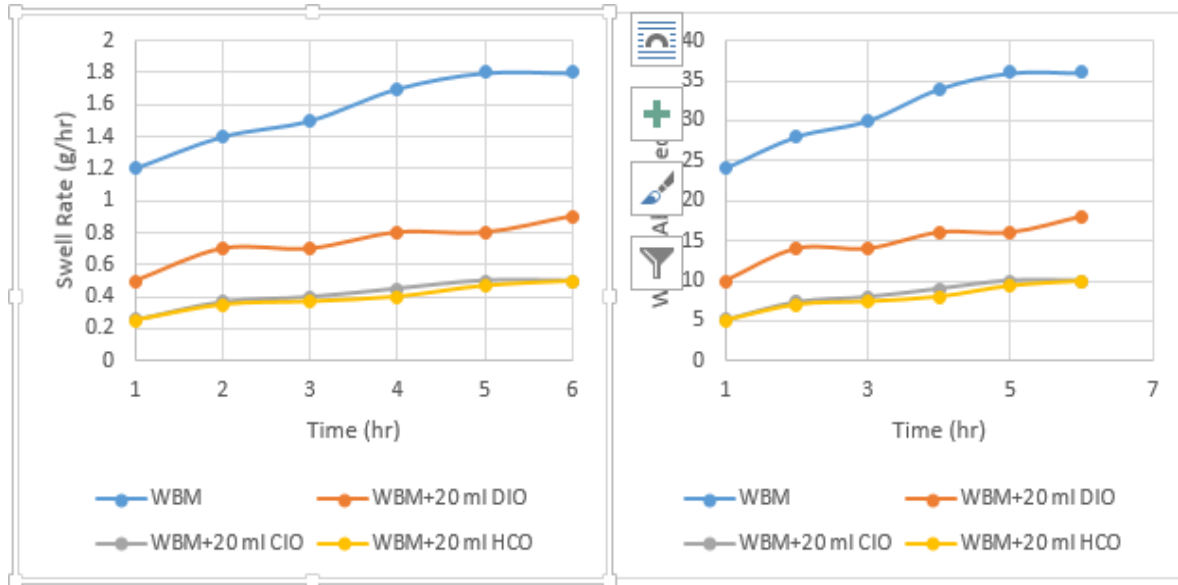 2
1.8
1.6
1.4
1.2
1
0.8
0.6
0.4
0.2
0
Swell Rate (g/hr)
1 2 3 4 5 6
Time (hr)
WBM WBM+20 ml DIO
WBM+20 ml CIO WBM+20 ml HCO
40
35
30
25
20
15
10
5
0
1 3 5 7
Time (hr)
WBM WBM+20 ml DIO
WBM+20 ml CIO WBM+20 ml HCO